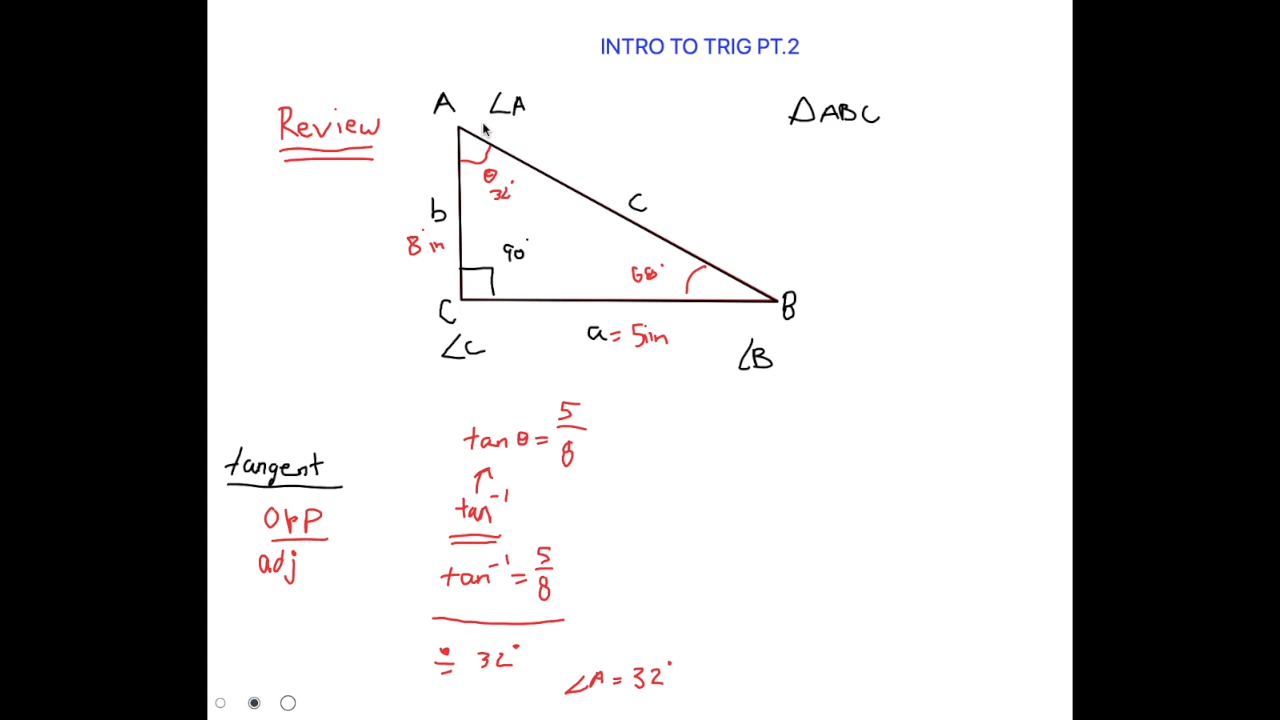 INTRO TO TRIG PT.2
Review
A ∠A
△ABC
θ
32°
b
8 in
c
90°
68°
C
B
a = 5in
∠C
∠B
tan θ = 5/8
tangent
opp
adj
tan⁻¹
tan⁻¹ = 5/8
≐ 32°
∠A = 32°